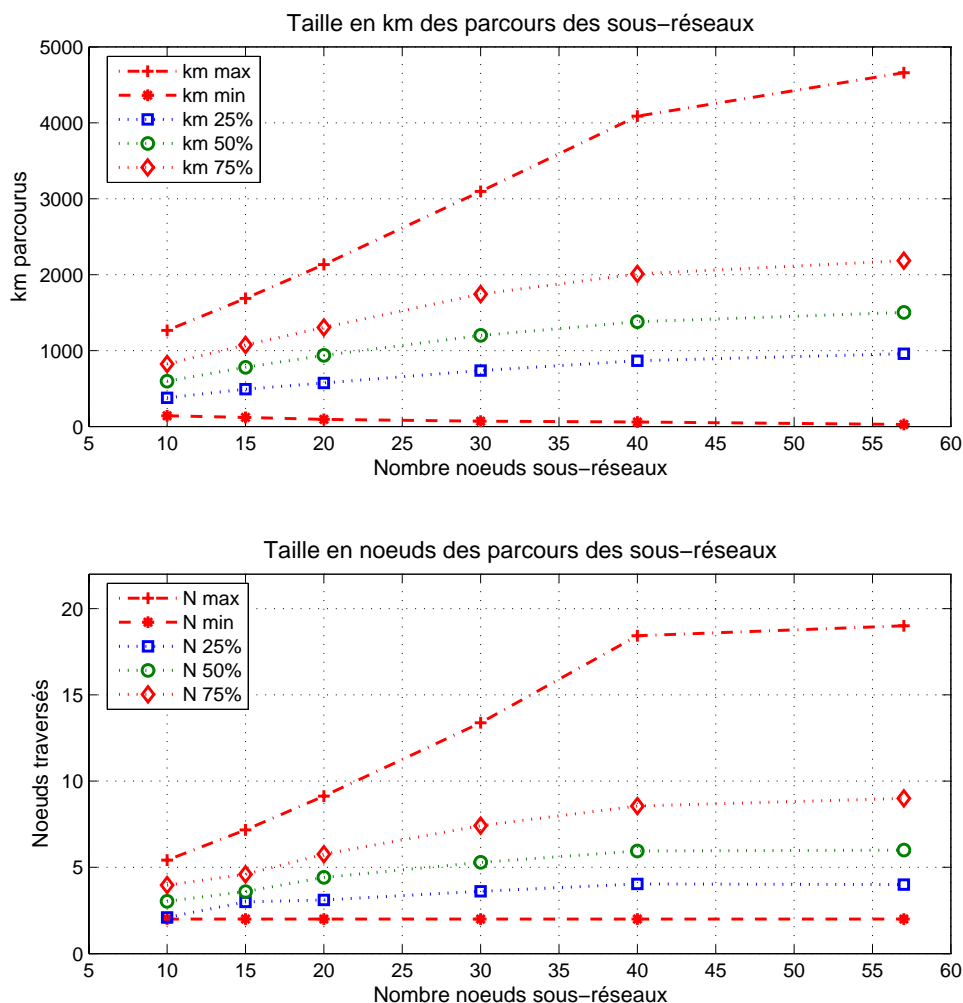 Taille en km des parcours des sous−réseaux
5000
4000
3000
2000
1000
0
km parcourus
km max
km min
km 25%
km 50%
km 75%
5 10 15 20 25 30 35 40 45 50 55 60
Nombre noeuds sous−réseaux
Taille en noeuds des parcours des sous−réseaux
20
15
10
5
0
Noeuds traversés
N max
N min
N 25%
N 50%
N 75%
5 10 15 20 25 30 35 40 45 50 55 60
Nombre noeuds sous−réseaux